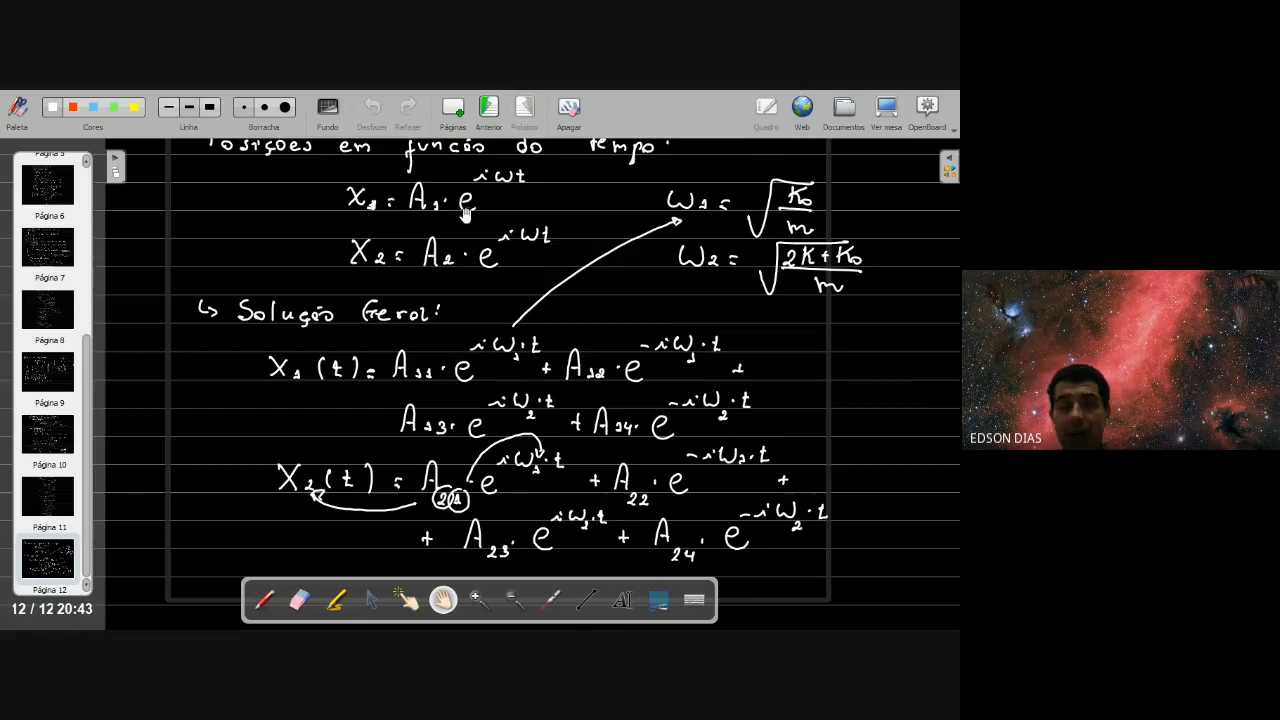 Paleta Cores Linha Borracha Fundo Desfazer Refazer Páginas Anterior Próximo Apagar Quadro Web Documentos Ver mesa OpenBoard
Página 5
Página 6
Página 7
Página 8
Página 9
Página 10
Página 11
Página 12
12 / 12 20:43
Posições em função do tempo.
X₁ = A₁ · e^{iωt}
ω₁ = √(K₀/m)
X₂ = A₂ · e^{iωt}
ω₂ = √((2K + K₀)/m)
↳ Solução Geral:
X₁(t) = A₁₁ · e^{iω₁·t} + A₁₂ · e^{-iω₁·t} +
A₁₃ · e^{iω₂·t} + A₁₄ · e^{-iω₂·t}
X₂(t) = A₂₁ · e^{iω₁·t} + A₂₂ · e^{-iω₁·t} +
+ A₂₃ · e^{iω₂·t} + A₂₄ · e^{-iω₂·t}
AI
EDSON DIAS